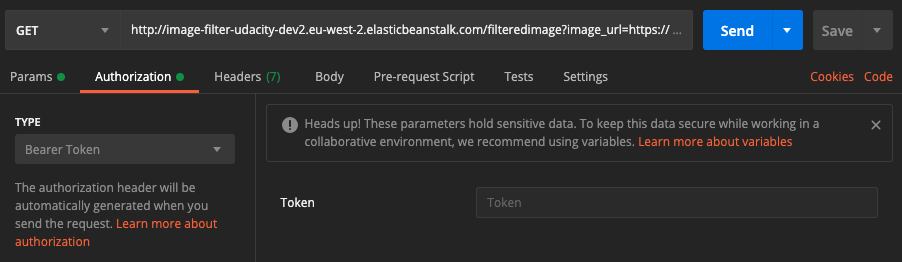 GET
http://image-filter-udacity-dev2.eu-west-2.elasticbeanstalk.com/filteredimage?image_url=https:// ...
Send
Save
Params
Authorization
Headers (7)
Body
Pre-request Script
Tests
Settings
Cookies
Code
TYPE
Bearer Token
The authorization header will be
automatically generated when you
send the request. Learn more about
authorization
Heads up! These parameters hold sensitive data. To keep this data secure while working in a
collaborative environment, we recommend using variables. Learn more about variables
Token
Token